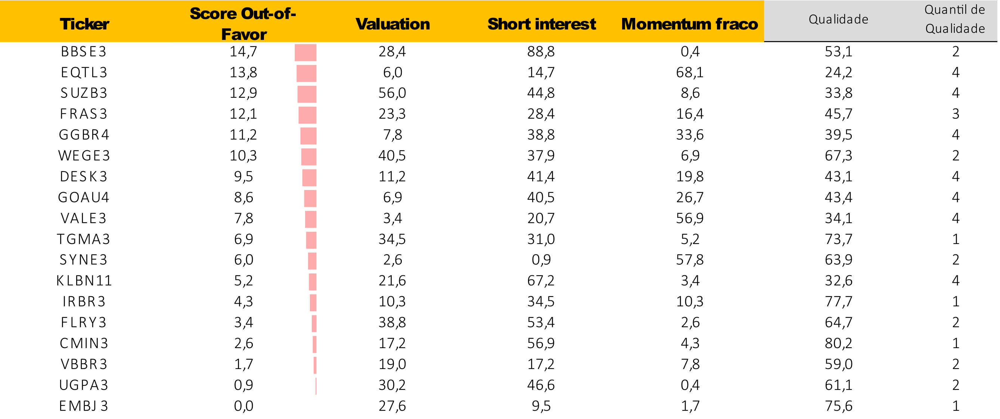 Ticker Score Out-of-Favor Valuation Short interest Momentum fraco Qualidade Quantil de Qualidade
BBSE3 14,7 28,4 88,8 0,4 53,1 2
EQTL3 13,8 6,0 14,7 68,1 24,2 4
SUZB3 12,9 56,0 44,8 8,6 33,8 4
FRAS3 12,1 23,3 28,4 16,4 45,7 3
GGBR4 11,2 7,8 38,8 33,6 39,5 4
WEGE3 10,3 40,5 37,9 6,9 67,3 2
DESK3 9,5 11,2 41,4 19,8 43,1 4
GOAU4 8,6 6,9 40,5 26,7 43,4 4
VALE3 7,8 3,4 20,7 56,9 34,1 4
TGMA3 6,9 34,5 31,0 5,2 73,7 1
SYNE3 6,0 2,6 0,9 57,8 63,9 2
KLBN11 5,2 21,6 67,2 3,4 32,6 4
IRBR3 4,3 10,3 34,5 10,3 77,7 1
FLRY3 3,4 38,8 53,4 2,6 64,7 2
CMIN3 2,6 17,2 56,9 4,3 80,2 1
VBBR3 1,7 19,0 17,2 7,8 59,0 2
UGPA3 0,9 30,2 46,6 0,4 61,1 2
EMBJ3 0,0 27,6 9,5 1,7 75,6 1